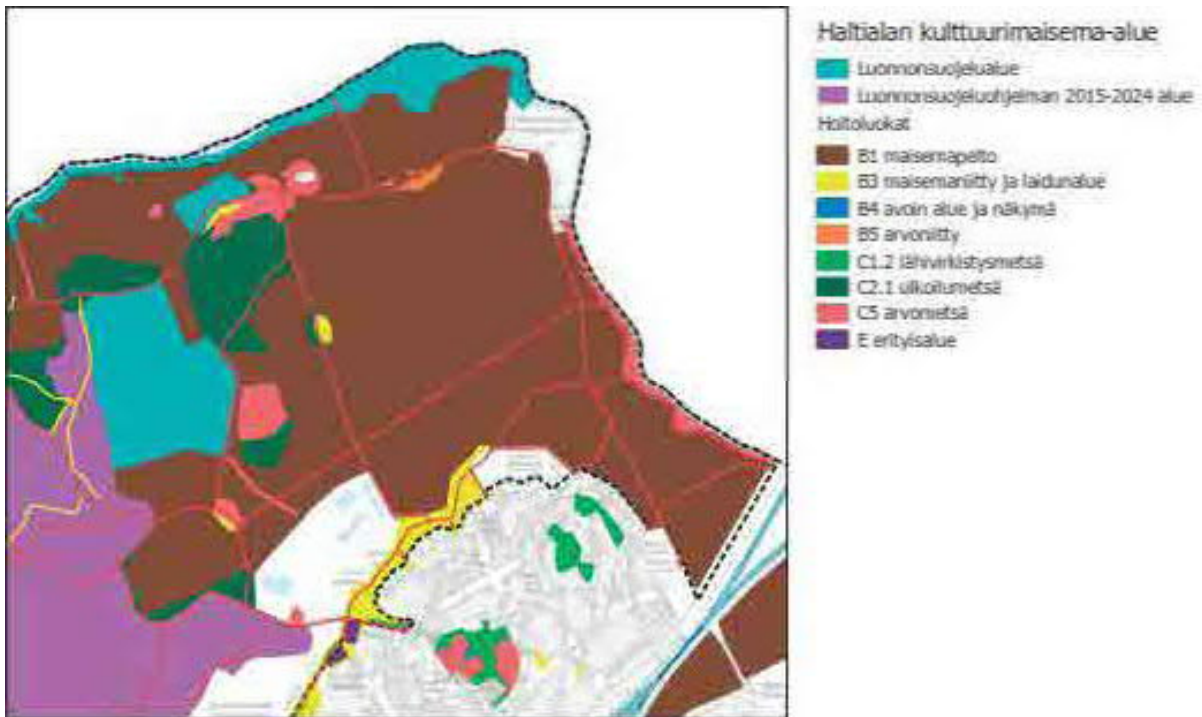 Haltialan kulttuurimaisema-alue
Luonnonsuojelualue
Luonnonsuojeluohjelman 2015-2024 alue
Hoitoluokat
B1 maisemapelto
B3 maisemaniitty ja laidunalue
B4 avoin alue ja näkymä
B5 arvoniitty
C1.2 lähivirkistysmetsä
C2.1 ulkoilumetsä
C5 arvometsä
E erityisalue